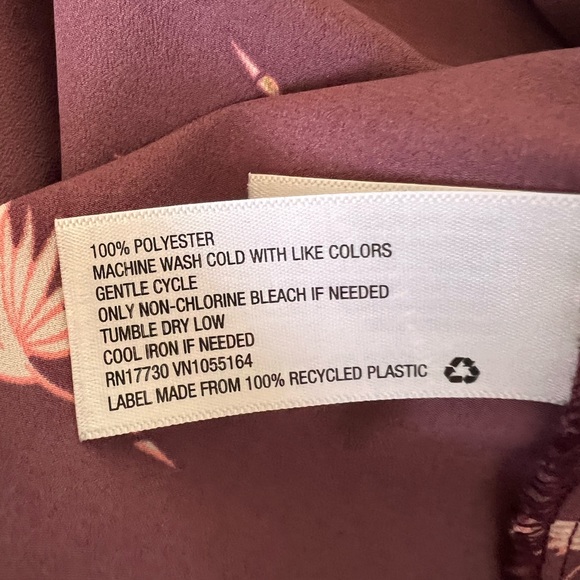 100% POLYESTER
MACHINE WASH COLD WITH LIKE COLORS
GENTLE CYCLE
ONLY NON-CHLORINE BLEACH IF NEEDED
TUMBLE DRY LOW
COOL IRON IF NEEDED
RN17730 VN1055164
LABEL MADE FROM 100% RECYCLED PLASTIC